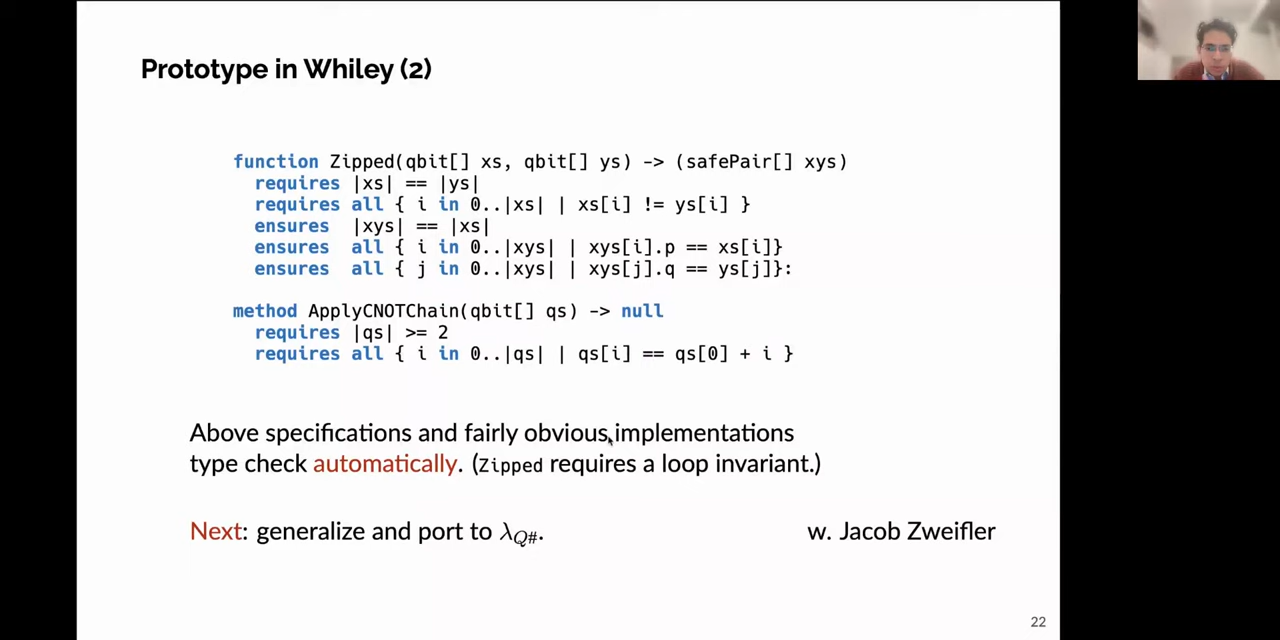 Prototype in Whiley (2)
function Zipped(qbit[] xs, qbit[] ys) -> (safePair[] xys)
requires |xs| == |ys|
requires all { i in 0..|xs| | xs[i] != ys[i] }
ensures |xys| == |xs|
ensures all { i in 0..|xys| | xys[i].p == xs[i]}
ensures all { j in 0..|xys| | xys[j].q == ys[j]}:
method ApplyCNOTChain(qbit[] qs) -> null
requires |qs| >= 2
requires all { i in 0..|qs| | qs[i] == qs[0] + i }
Above specifications and fairly obvious implementations
type check automatically. (Zipped requires a loop invariant.)
Next: generalize and port to λQ#.
w. Jacob Zweifler
22